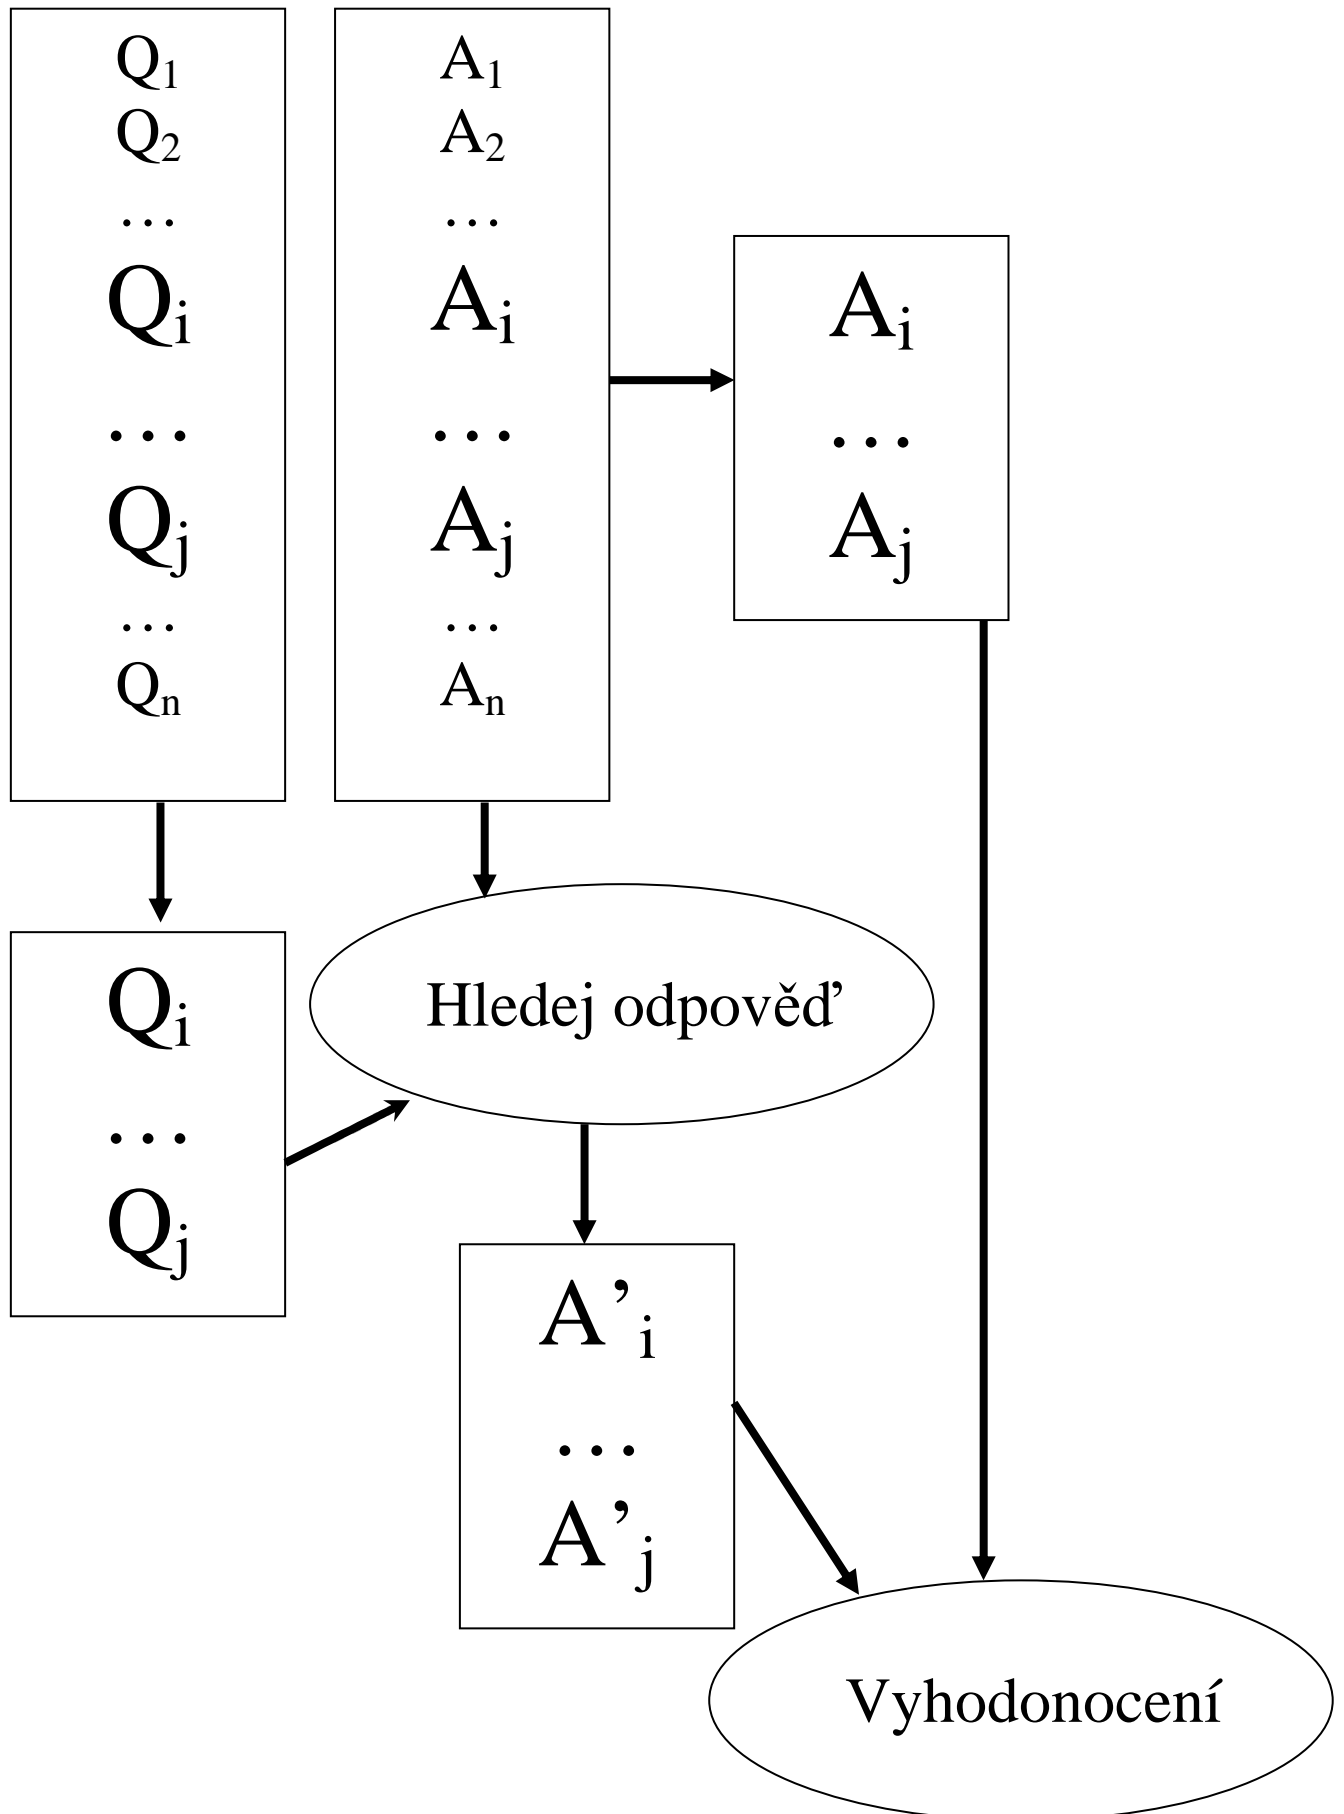 Q₁
Q₂
…
Qᵢ
…
Qⱼ
…
Qₙ
A₁
A₂
…
Aᵢ
…
Aⱼ
…
Aₙ
Aᵢ
…
Aⱼ
Qᵢ
…
Qⱼ
Hledej odpověď
A’ᵢ
…
A’ⱼ
Vyhodonocení